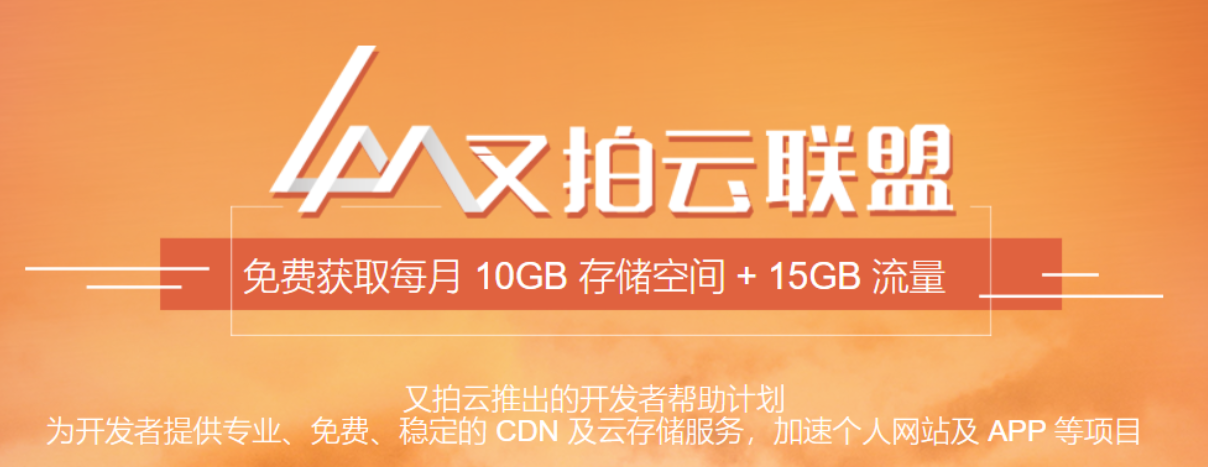 又拍云联盟
免费获取每月 10GB 存储空间 + 15GB 流量
又拍云推出的开发者帮助计划
为开发者提供专业、免费、稳定的 CDN 及云存储服务，加速个人网站及 APP 等项目